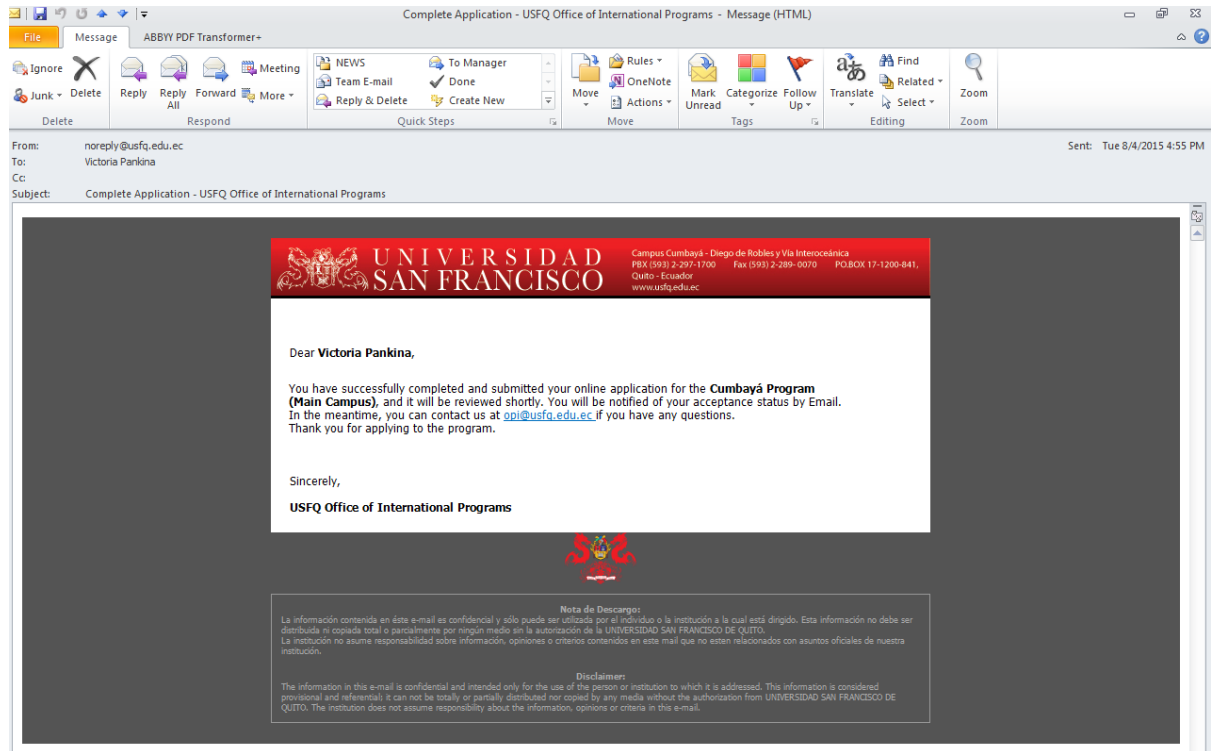 Complete Application - USFQ Office of International Programs - Message (HTML)
File Message ABBYY PDF Transformer+
Ignore Meeting NEWS To Manager Rules Find
Team E-mail Done OneNote Related
Junk Delete Reply Reply All Forward More Reply & Delete Create New Move Actions Mark Unread Categorize Follow Up Translate Select Zoom
Delete Respond Quick Steps Move Tags Editing Zoom
From: noreply@usfq.edu.ec Sent: Tue 8/4/2015 4:55 PM
To: Victoria Pankina
Cc:
Subject: Complete Application - USFQ Office of International Programs
UNIVERSIDAD
SAN FRANCISCO
Campus Cumbayá - Diego de Robles y Vía Interoceánica
PBX (593) 2-297-1700 Fax (593) 2-289- 0070 PO.BOX 17-1200-841,
Quito - Ecuador
www.usfq.edu.ec
Dear Victoria Pankina,
You have successfully completed and submitted your online application for the Cumbayá Program
(Main Campus), and it will be reviewed shortly. You will be notified of your acceptance status by Email.
In the meantime, you can contact us at opi@usfq.edu.ec if you have any questions.
Thank you for applying to the program.
Sincerely,
USFQ Office of International Programs
Nota de Descargo:
La información contenida en éste e-mail es confidencial y sólo puede ser utilizada por el individuo o la institución a la cual está dirigido. Esta información no debe ser
distribuida ni copiada total o parcialmente por ningún medio sin la autorización de la UNIVERSIDAD SAN FRANCISCO DE QUITO.
La institución no asume responsabilidad sobre información, opiniones o criterios contenidos en este mail que no esten relacionados con asuntos oficiales de nuestra
institución.
Disclaimer:
The information in this e-mail is confidential and intended only for the use of the person or institution to which it is addressed. This information is considered
provisional and referential; it can not be totally or partially distributed nor copied by any media without the authorization from UNIVERSIDAD SAN FRANCISCO DE
QUITO. The institution does not assume responsibility about the information, opinions or criteria in this e-mail.